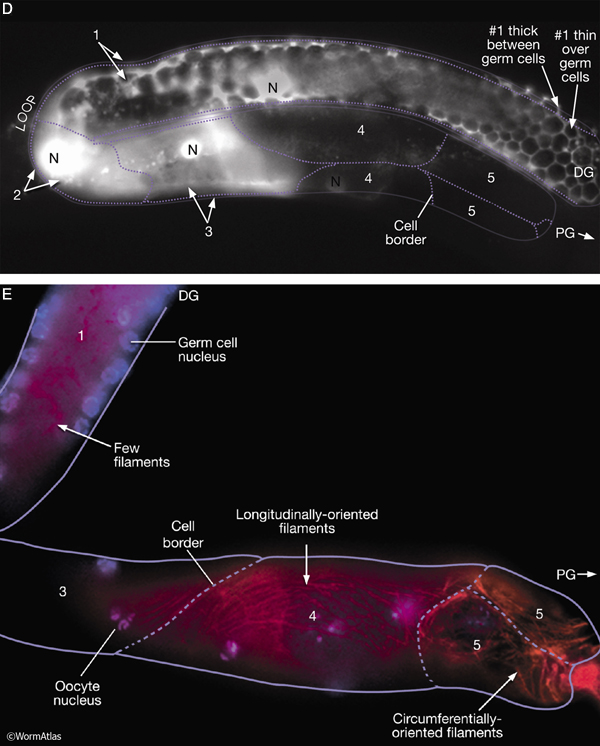 D
1
#1 thick
between
germ cells
#1 thin
over
germ
cells
LOOP
N
4
N
N
2
3
N
4
5
5
DG
Cell
border
PG
E
DG
1
Germ cell
nucleus
Few
filaments
Longitudinally-oriented
filaments
Cell
border
PG
3
4
5
5
Oocyte
nucleus
Circumferentially-
oriented filaments
©WormAtlas